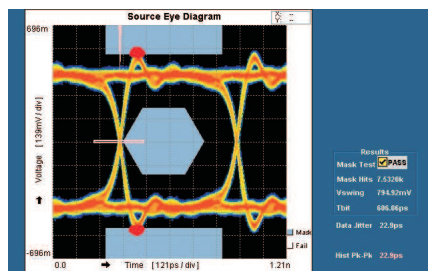 Source Eye Diagram
X:
Y:
696m
Voltage [139mV / div]
-696m
0.0
Time [121ps / div]
1.21n
Mask
Fail
Results
Mask Test PASS
Mask Hits 7.5320k
Vswing 794.92mV
Tbit 606.06ps
Data Jitter 22.9ps
Hist Pk-Pk 22.9ps